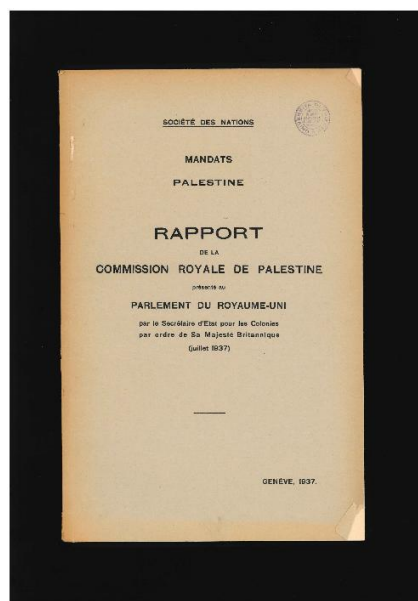 SOCIÉTÉ DES NATIONS
MANDATS
PALESTINE
RAPPORT
DE LA
COMMISSION ROYALE DE PALESTINE
présenté au
PARLEMENT DU ROYAUME-UNI
par le Secrétaire d'Etat pour les Colonies
par ordre de Sa Majesté Britannique
(juillet 1937)
GENÈVE, 1937.